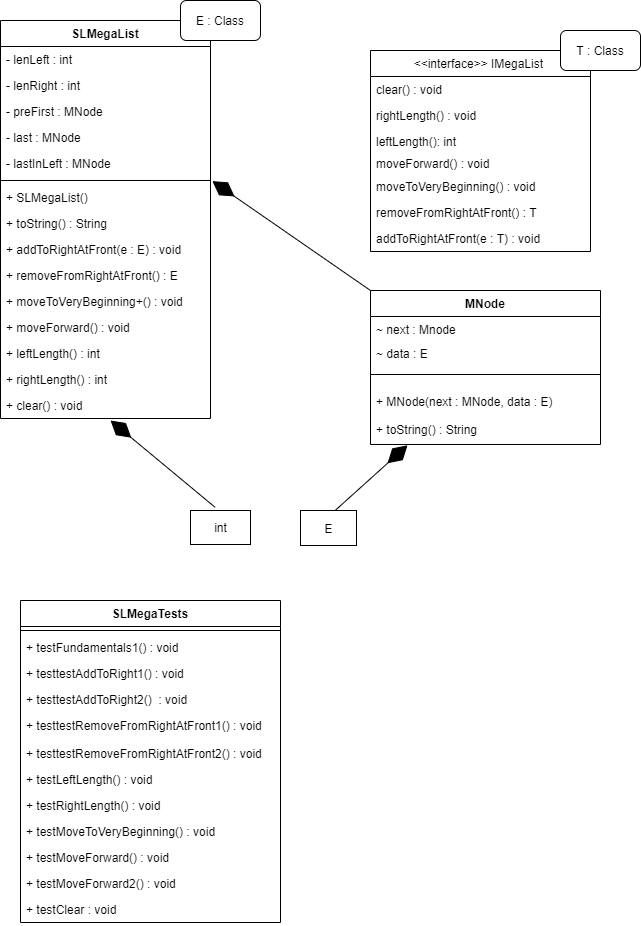 E : Class
SLMegaList
- lenLeft : int
- lenRight : int
- preFirst : MNode
- last : MNode
- lastInLeft : MNode
+ SLMegaList()
+ toString() : String
+ addToRightAtFront(e : E) : void
+ removeFromRightAtFront() : E
+ moveToVeryBeginning+() : void
+ moveForward() : void
+ leftLength() : int
+ rightLength() : int
+ clear() : void
T : Class
<<interface>> IMegaList
clear() : void
rightLength() : void
leftLength(): int
moveForward() : void
moveToVeryBeginning() : void
removeFromRightAtFront() : T
addToRightAtFront(e : T) : void
MNode
~ next : Mnode
~ data : E
+ MNode(next : MNode, data : E)
+ toString() : String
int
E
SLMegaTests
+ testFundamentals1() : void
+ testtestAddToRight1() : void
+ testtestAddToRight2()  : void
+ testtestRemoveFromRightAtFront1() : void
+ testtestRemoveFromRightAtFront2() : void
+ testLeftLength() : void
+ testRightLength() : void
+ testMoveToVeryBeginning() : void
+ testMoveForward() : void
+ testMoveForward2() : void
+ testClear : void